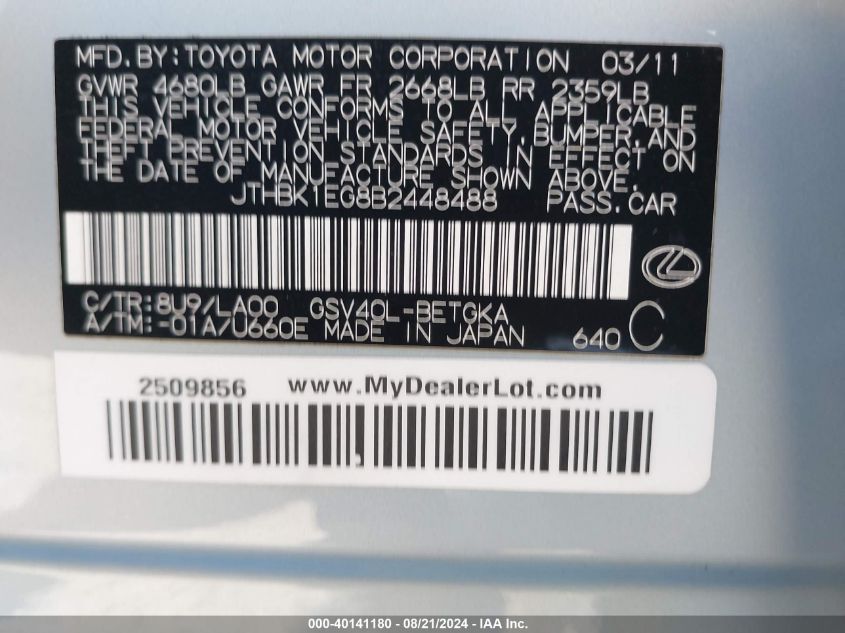 MFD. BY: TOYOTA MOTOR CORPORATION 03/11
GVWR 4680LB GAWR FR 2668LB RR 2359LB
THIS VEHICLE CONFORMS TO ALL APPLICABLE
FEDERAL MOTOR VEHICLE SAFETY, BUMPER, AND
THEFT PREVENTION STANDARDS IN EFFECT ON
THE DATE OF MANUFACTURE SHOWN ABOVE.
JTHBK1EG8B2448488 PASS. CAR
C/TR: 8U9/LA00 GSV40L-BETGKA
A/TM: -01A/U660E MADE IN JAPAN 640 C
2509856 www.MyDealerLot.com
000-40141180 - 08/21/2024 - IAA Inc.